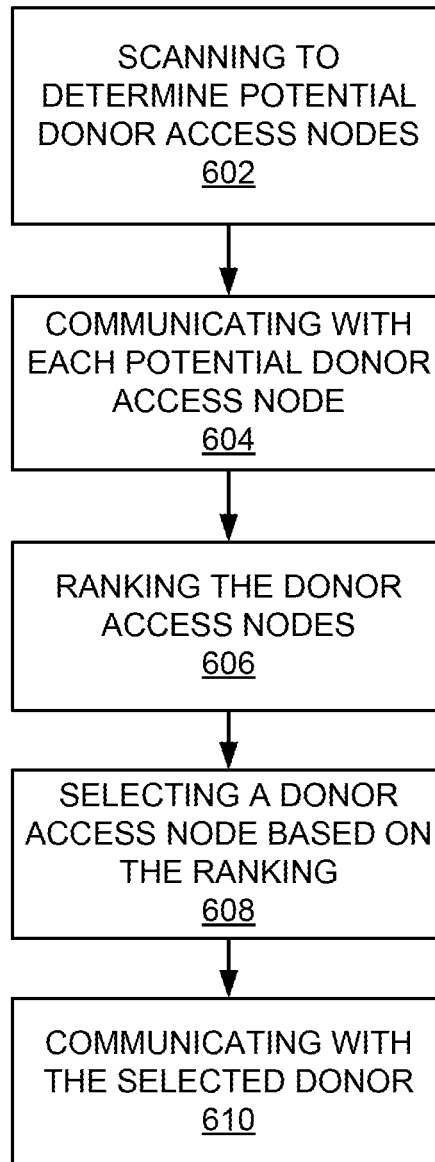 SCANNING TO
DETERMINE POTENTIAL
DONOR ACCESS NODES
602
COMMUNICATING WITH
EACH POTENTIAL DONOR
ACCESS NODE
604
RANKING THE DONOR
ACCESS NODES
606
SELECTING A DONOR
ACCESS NODE BASED ON
THE RANKING
608
COMMUNICATING WITH
THE SELECTED DONOR
610